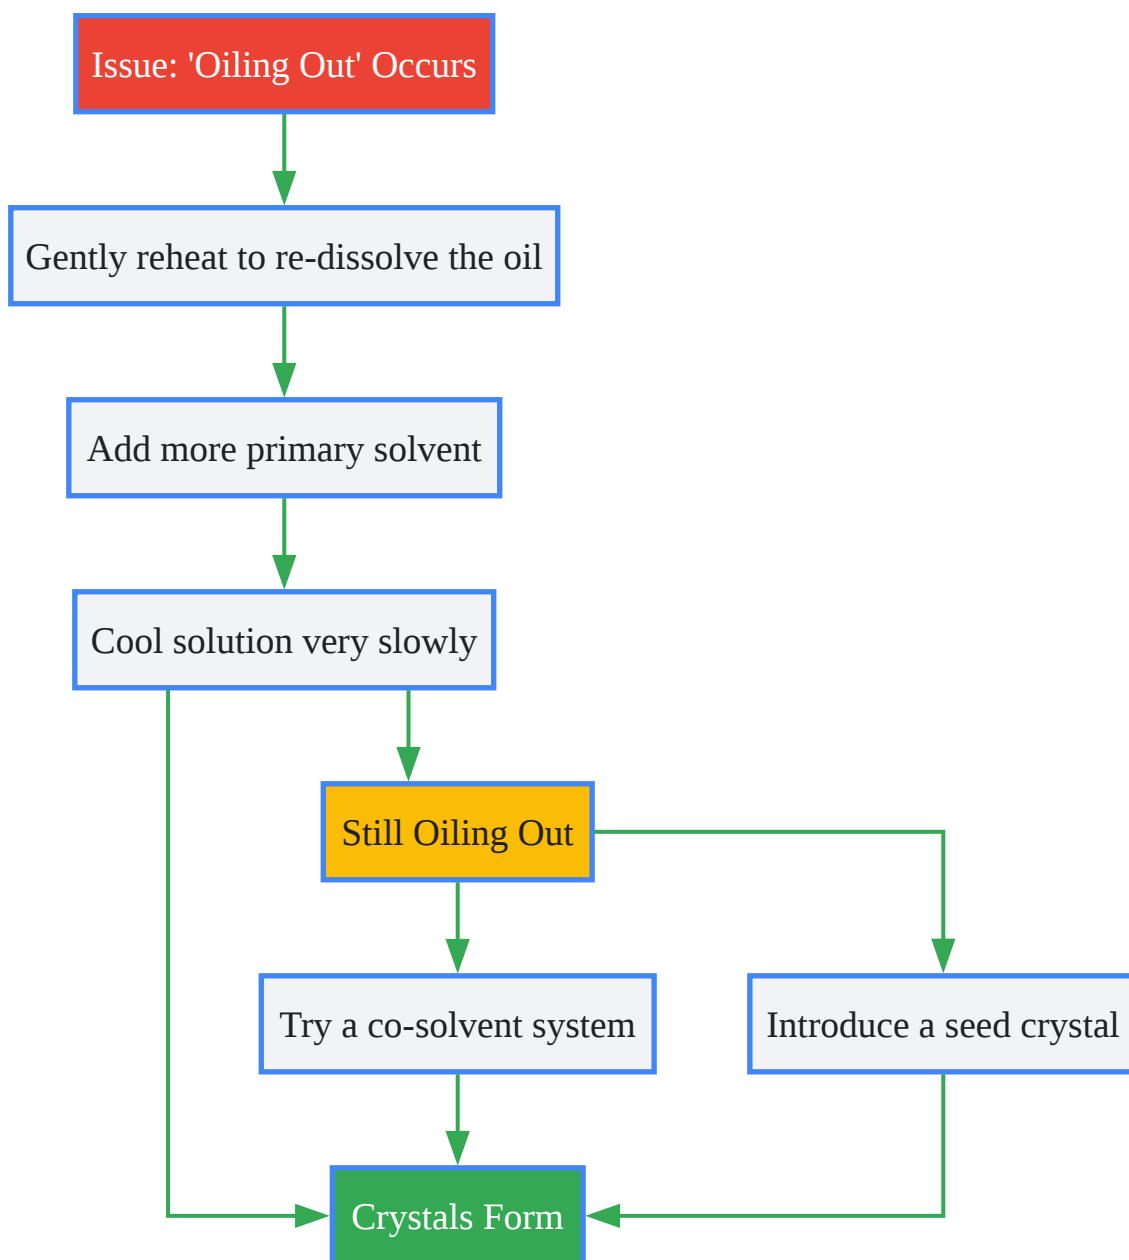 Issue: 'Oiling Out' Occurs
Gently reheat to re-dissolve the oil
Add more primary solvent
Cool solution very slowly
Still Oiling Out
Try a co-solvent system
Introduce a seed crystal
Crystals Form